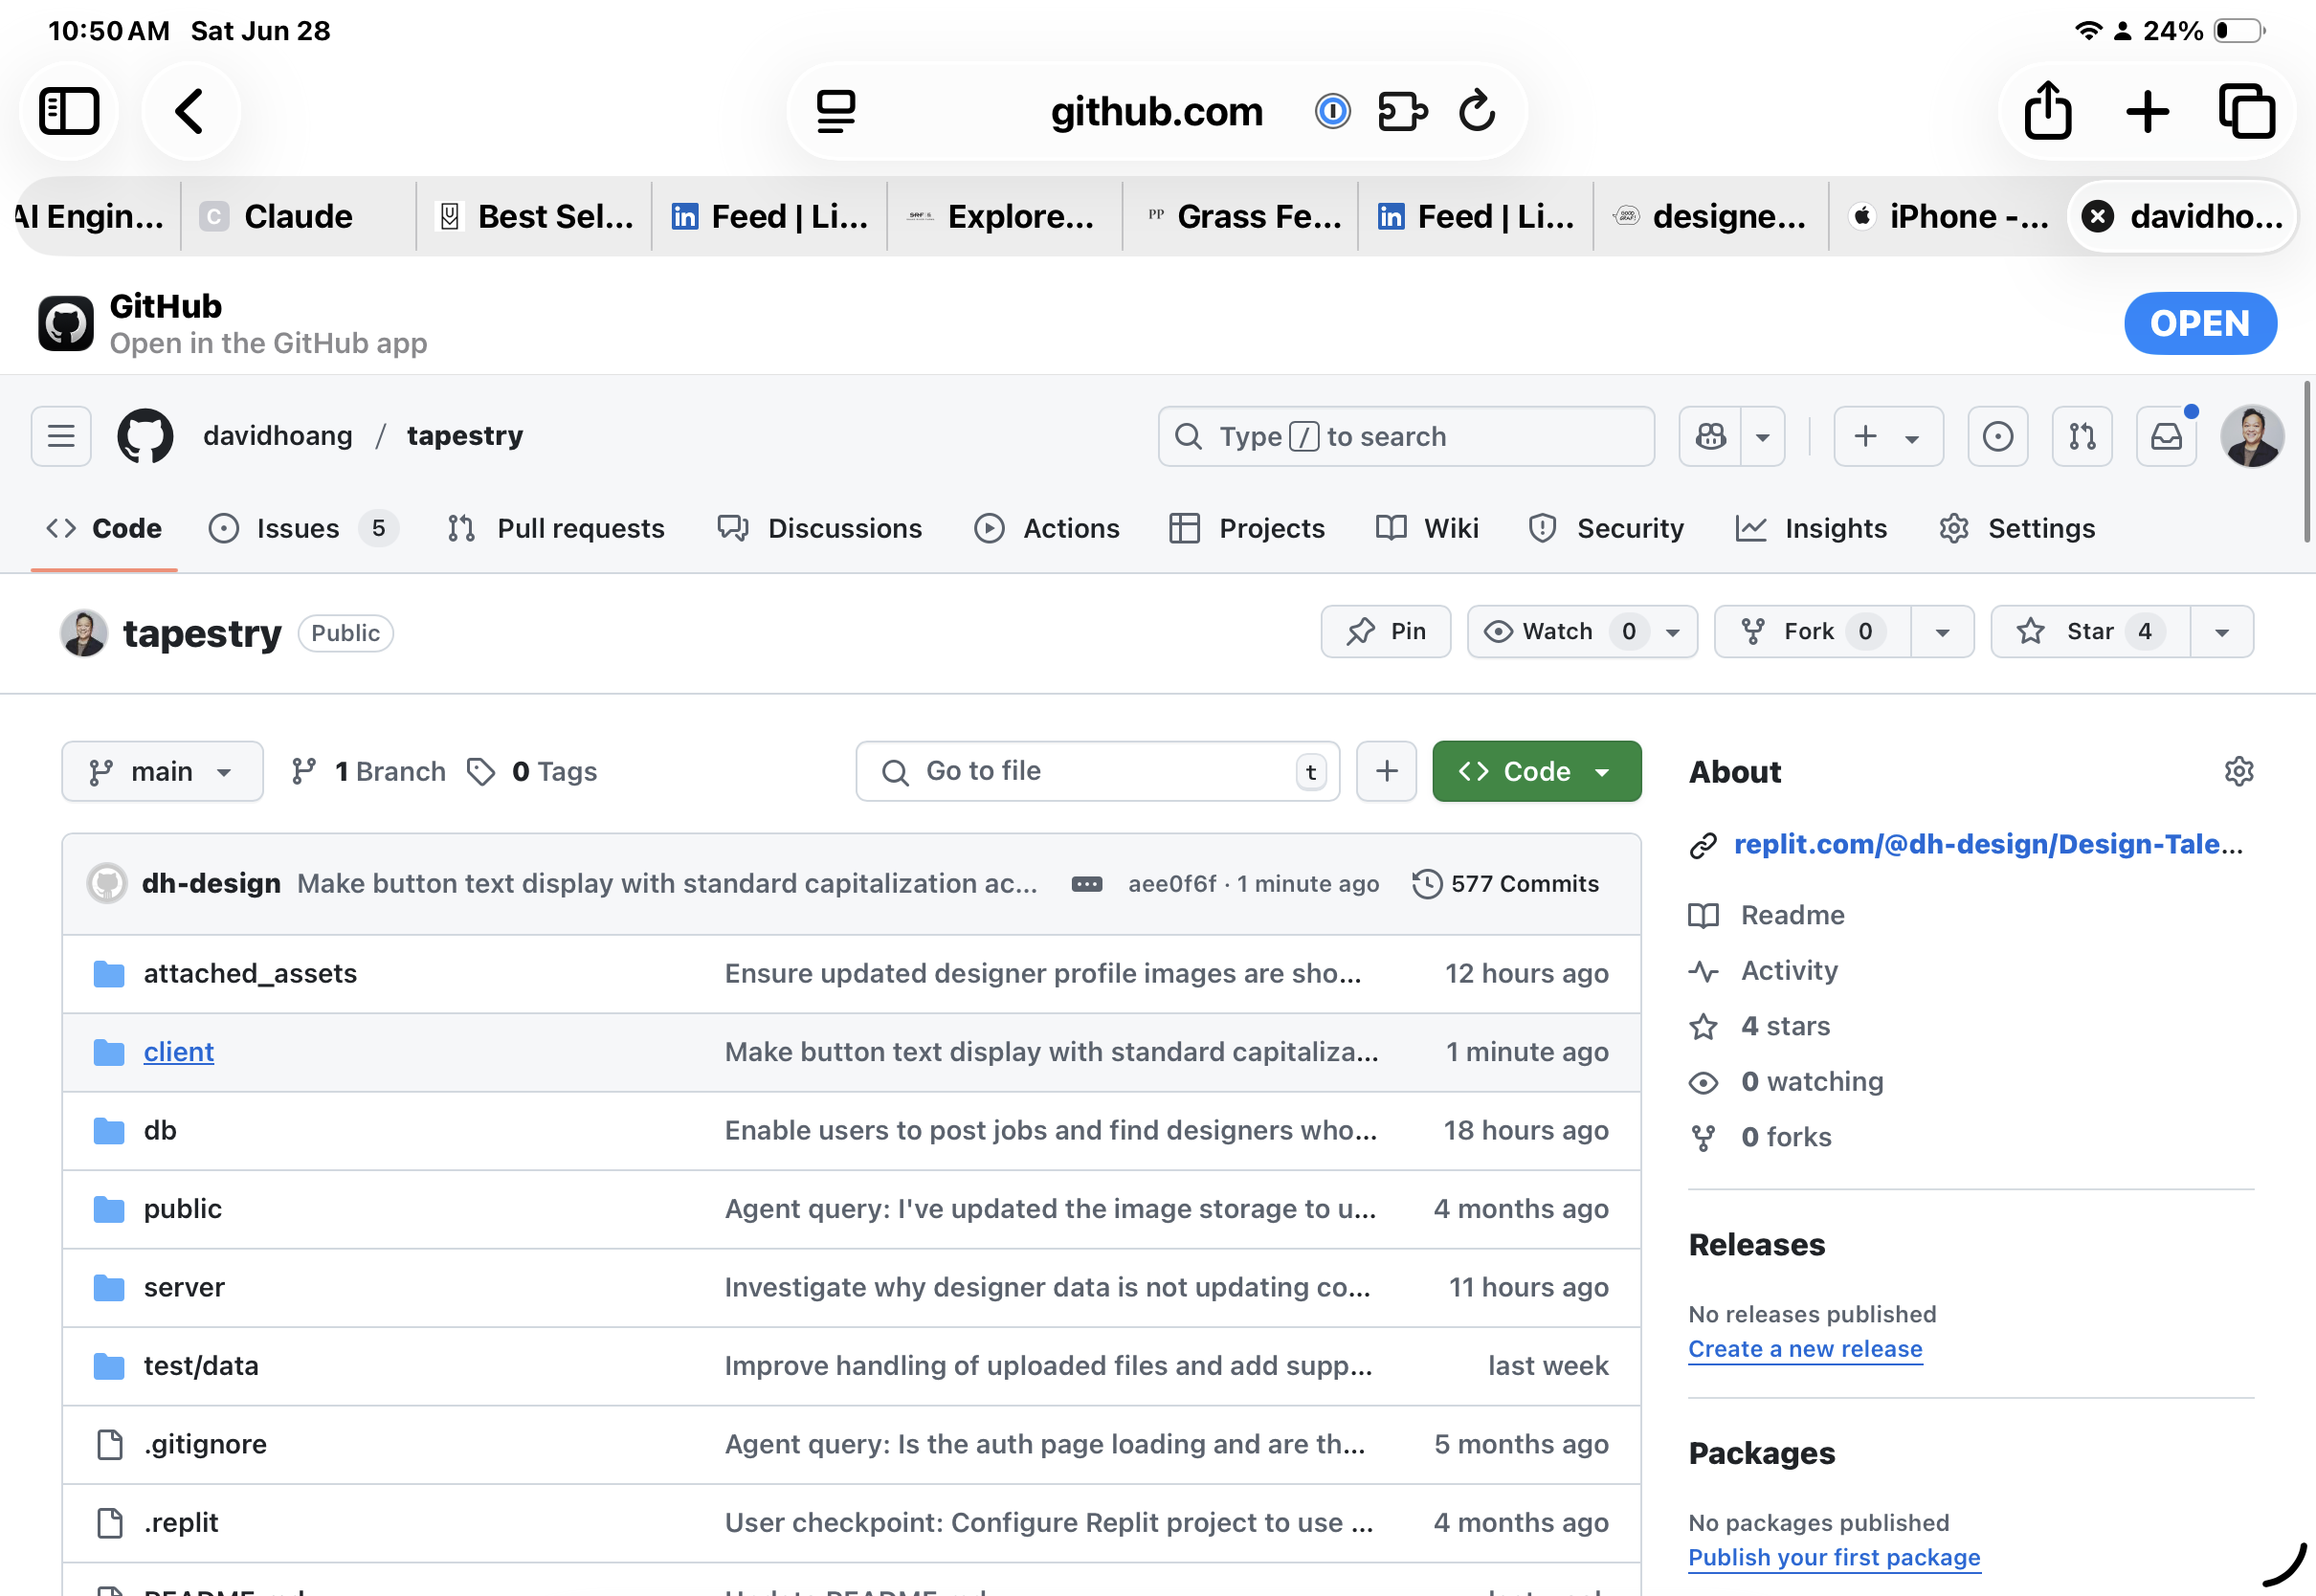 10:50 AM Sat Jun 28
24%
github.com
AI Engin...
Claude
Best Sel...
Feed | Li...
Explore...
Grass Fe...
Feed | Li...
designe...
iPhone -...
davidho...
GitHub
Open in the GitHub app
OPEN
davidhoang / tapestry
Type / to search
Code
Issues 5
Pull requests
Discussions
Actions
Projects
Wiki
Security
Insights
Settings
tapestry Public
Pin
Watch 0
Fork 0
Star 4
main
1 Branch
0 Tags
Go to file t
Code
dh-design Make button text display with standard capitalization ac... aee0f6f · 1 minute ago 577 Commits
attached_assets Ensure updated designer profile images are sho... 12 hours ago
client Make button text display with standard capitaliza... 1 minute ago
db Enable users to post jobs and find designers who... 18 hours ago
public Agent query: I've updated the image storage to u... 4 months ago
server Investigate why designer data is not updating co... 11 hours ago
test/data Improve handling of uploaded files and add supp... last week
.gitignore Agent query: Is the auth page loading and are th... 5 months ago
.replit User checkpoint: Configure Replit project to use ... 4 months ago
README.md Update README.md last week
About
replit.com/@dh-design/Design-Tale...
Readme
Activity
4 stars
0 watching
0 forks
Releases
No releases published
Create a new release
Packages
No packages published
Publish your first package